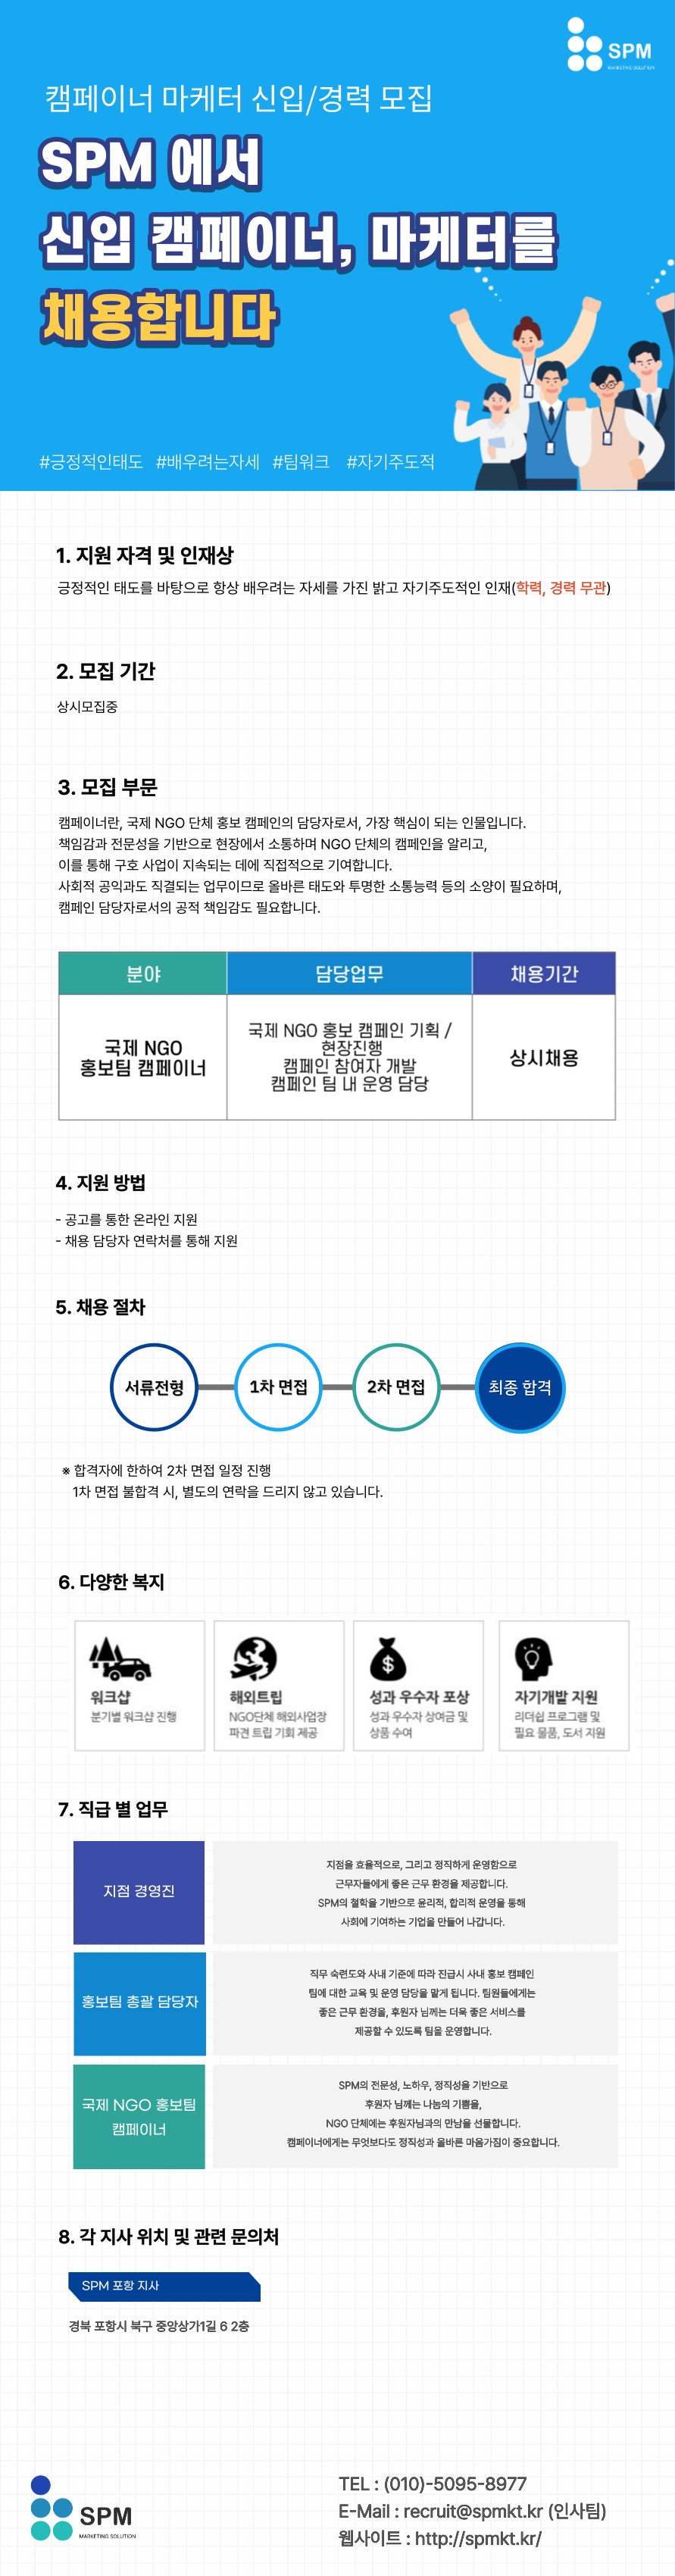 SPM
MARKETING SOLUTION
캠페이너 마케터 신입/경력 모집
SPM 에서
신입 캠페이너, 마케터를
채용합니다
#긍정적인태도 #배우려는자세 #팀워크 #자기주도적
1. 지원 자격 및 인재상
긍정적인 태도를 바탕으로 항상 배우려는 자세를 가진 밝고 자기주도적인 인재(학력, 경력 무관)
2. 모집 기간
상시모집중
3. 모집 부문
캠페이너란, 국제 NGO 단체 홍보 캠페인의 담당자로서, 가장 핵심이 되는 인물입니다.
책임감과 전문성을 기반으로 현장에서 소통하며 NGO 단체의 캠페인을 알리고,
이를 통해 구호 사업이 지속되는 데에 직접적으로 기여합니다.
사회적 공익과도 직결되는 업무이므로 올바른 태도와 투명한 소통능력 등의 소양이 필요하며,
캠페인 담당자로서의 공적 책임감도 필요합니다.
분야 담당업무 채용기간
국제 NGO
홍보팀 캠페이너
국제 NGO 홍보 캠페인 기획 /
현장진행
캠페인 참여자 개발
캠페인 팀 내 운영 담당
상시채용
4. 지원 방법
- 공고를 통한 온라인 지원
- 채용 담당자 연락처를 통해 지원
5. 채용 절차
서류전형 1차 면접 2차 면접 최종 합격
※ 합격자에 한하여 2차 면접 일정 진행
1차 면접 불합격 시, 별도의 연락을 드리지 않고 있습니다.
6. 다양한 복지
워크샵
분기별 워크샵 진행
해외트립
NGO단체 해외사업장
파견 트립 기회 제공
성과 우수자 포상
성과 우수자 상여금 및
상품 수여
자기개발 지원
리더쉽 프로그램 및
필요 물품, 도서 지원
7. 직급 별 업무
지점 경영진
지점을 효율적으로, 그리고 정직하게 운영함으로
근무자들에게 좋은 근무 환경을 제공합니다.
SPM의 철학을 기반으로 윤리적, 합리적 운영을 통해
사회에 기여하는 기업을 만들어 나갑니다.
홍보팀 총괄 담당자
직무 숙련도와 사내 기준에 따라 진급시 사내 홍보 캠페인
팀에 대한 교육 및 운영 담당을 맡게 됩니다. 팀원들에게는
좋은 근무 환경을, 후원자 님께는 더욱 좋은 서비스를
제공할 수 있도록 팀을 운영합니다.
국제 NGO 홍보팀
캠페이너
SPM의 전문성, 노하우, 정직성을 기반으로
후원자 님께는 나눔의 기쁨을,
NGO 단체에는 후원자님과의 만남을 선물합니다.
캠페이너에게는 무엇보다도 정직성과 올바른 마음가짐이 중요합니다.
8. 각 지사 위치 및 관련 문의처
SPM 포항 지사
경북 포항시 북구 중앙상가1길 6 2층
SPM
MARKETING SOLUTION
TEL : (010)-5095-8977
E-Mail : recruit@spmkt.kr (인사팀)
웹사이트 : http://spmkt.kr/